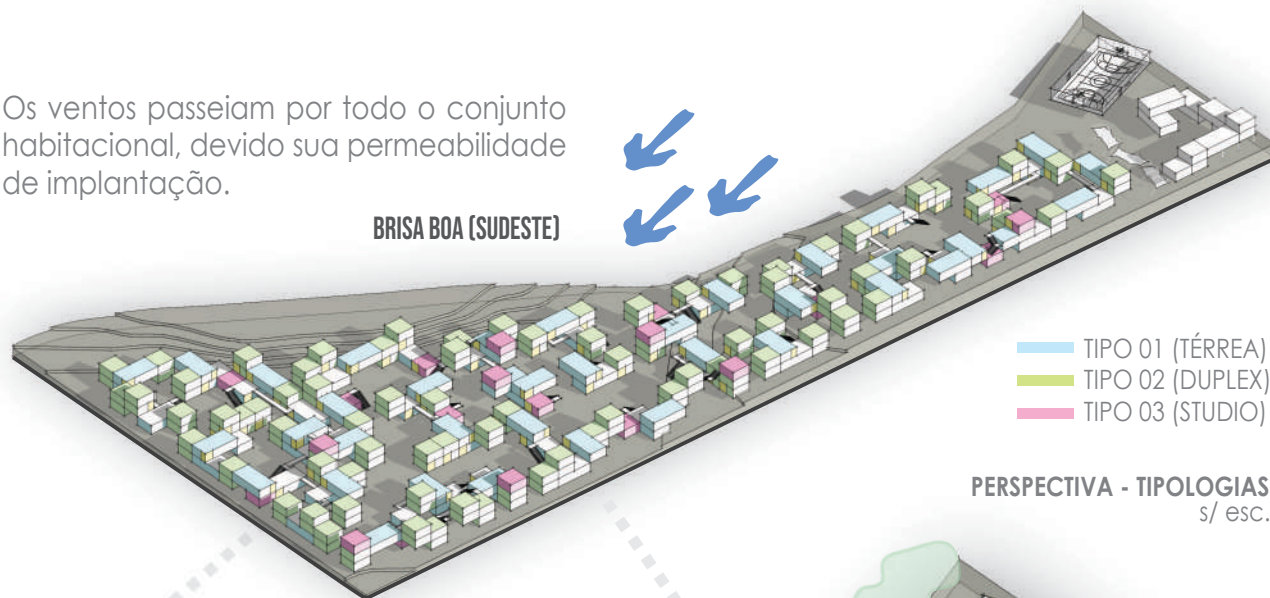 Os ventos passeiam por todo o conjunto
habitacional, devido sua permeabilidade
de implantação.
BRISA BOA (SUDESTE)
TIPO 01 (TÉRREA)
TIPO 02 (DUPLEX)
TIPO 03 (STUDIO)
PERSPECTIVA - TIPOLOGIAS
s/ esc.